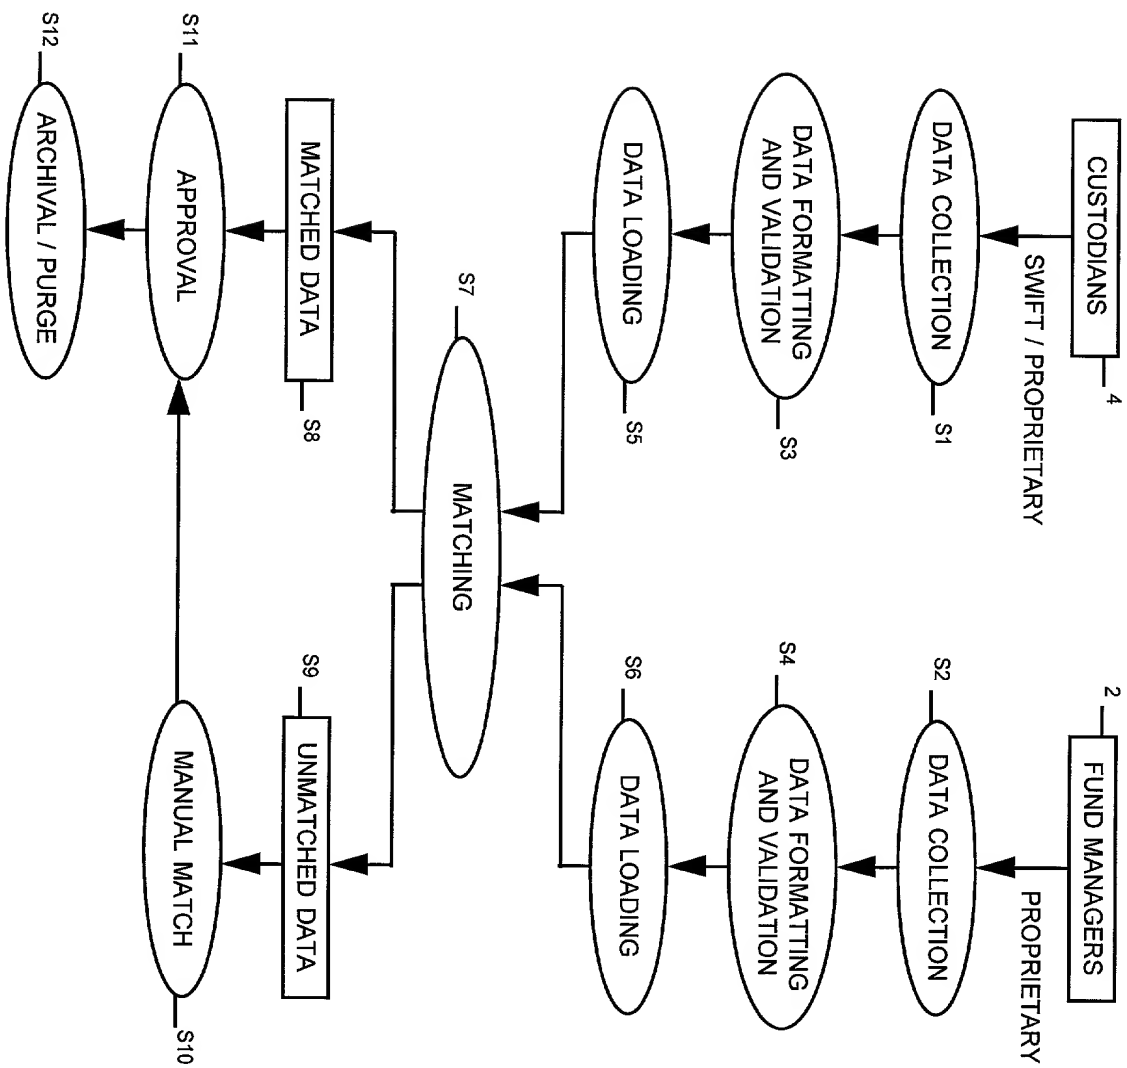 CUSTODIANS
4
FUND MANAGERS
2
SWIFT / PROPRIETARY
PROPRIETARY
DATA COLLECTION
S1
S2
DATA COLLECTION
DATA FORMATTING
AND VALIDATION
S3
S4
DATA FORMATTING
AND VALIDATION
DATA LOADING
S5
S6
DATA LOADING
S7
MATCHING
MATCHED DATA
S8
S9
UNMATCHED DATA
S11
APPROVAL
MANUAL MATCH
S10
S12
ARCHIVAL / PURGE